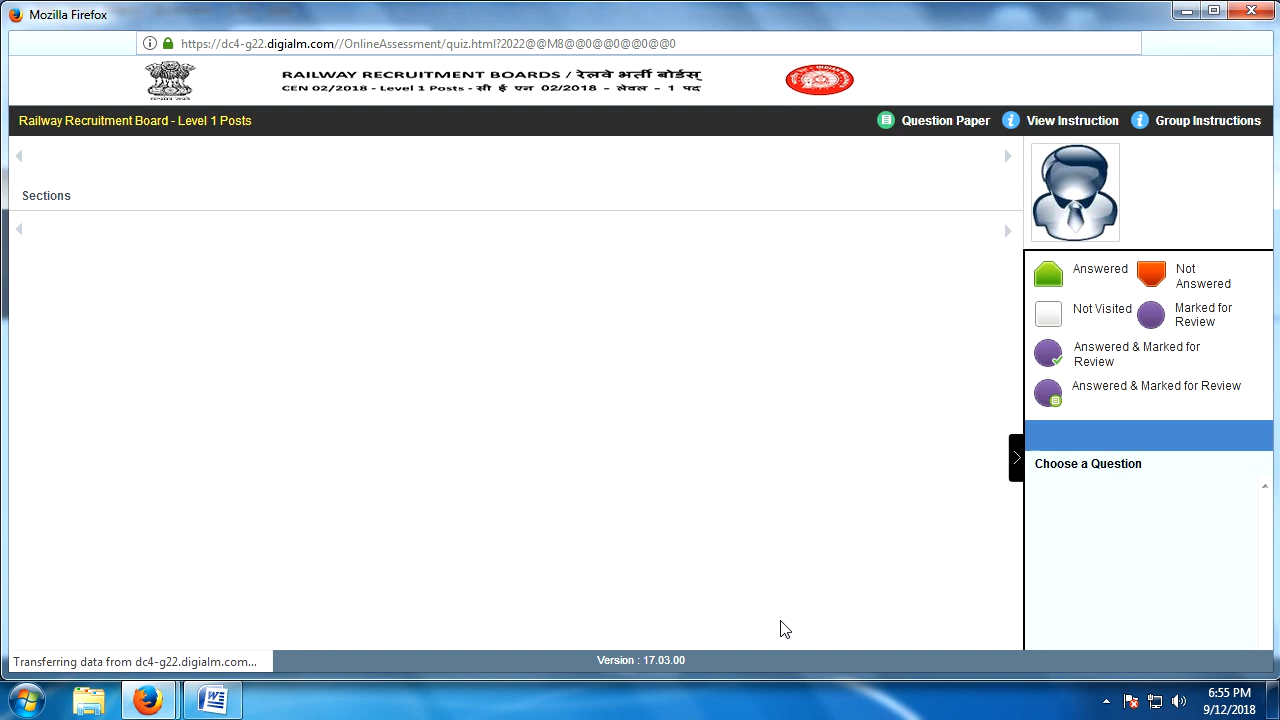 Mozilla Firefox
https://dc4-g22.digialm.com//OnlineAssessment/quiz.html?2022@@M8@@0@@0@@0@@0
RAILWAY RECRUITMENT BOARDS / रेलवे भर्ती बोर्डस्
CEN 02/2018 - Level 1 Posts - सी ई एन 02/2018 - लेवल - 1 पद
Railway Recruitment Board - Level 1 Posts
Question Paper
View Instruction
Group Instructions
Sections
Answered
Not
Answered
Not Visited
Marked for
Review
Answered & Marked for
Review
Answered & Marked for Review
Choose a Question
Transferring data from dc4-g22.digialm.com...
Version : 17.03.00
6:55 PM
9/12/2018